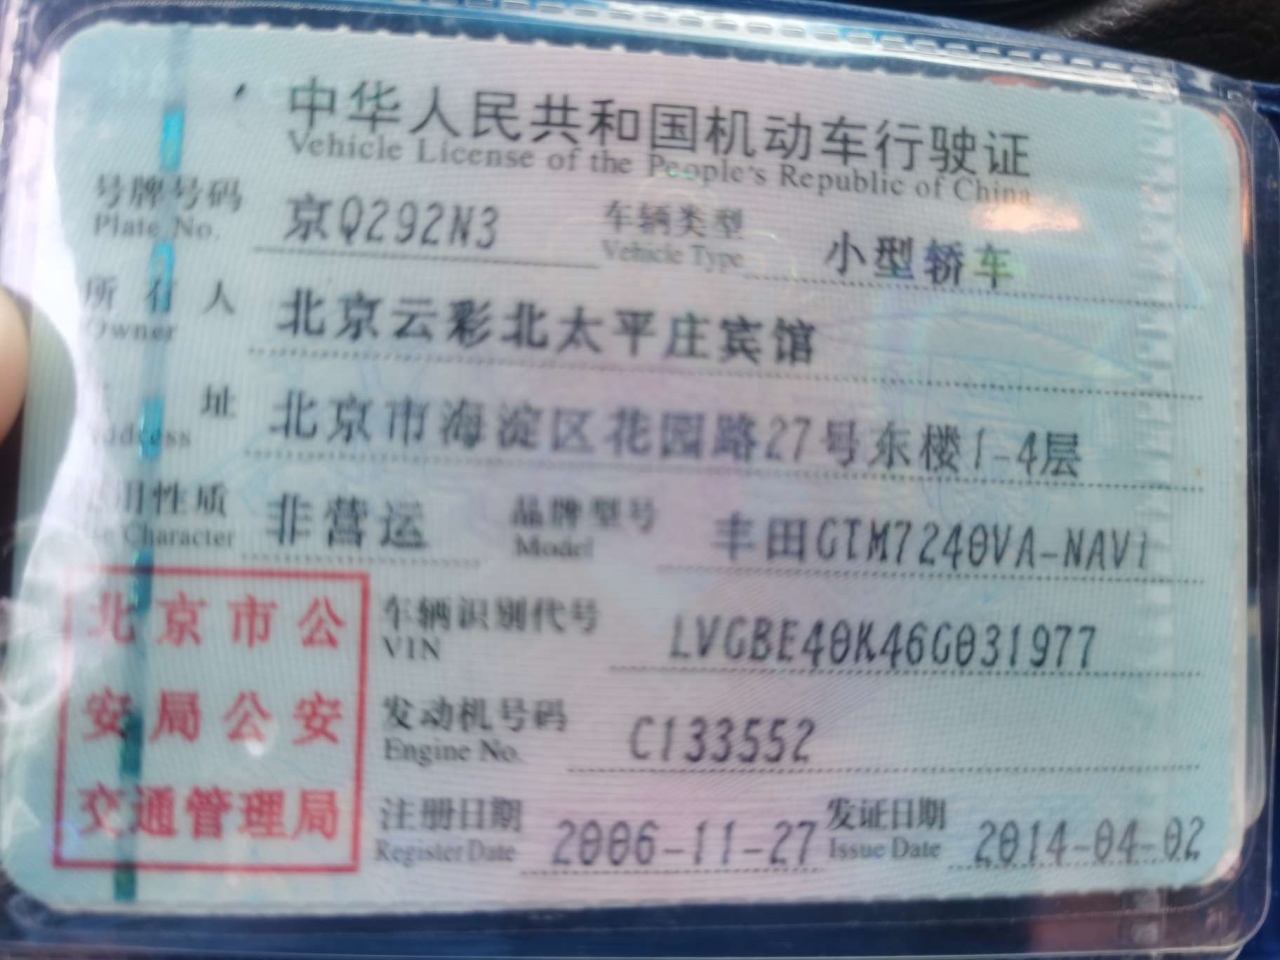 中华人民共和国机动车行驶证
Vehicle License of the People's Republic of China
号牌号码 京Q292N3 车辆类型 小型轿车
Plate No. Vehicle Type
所有人 北京云彩北太平庄宾馆
Owner
址 北京市海淀区花园路27号东楼1-4层
Address
用性质 非营运 品牌型号 丰田GTM7240VA-NAVI
Character Model
北京市公
安局公安
交通管理局
车辆识别代号 LVGBE40K46G031977
VIN
发动机号码 C133552
Engine No.
注册日期 2006-11-27 发证日期 2014-04-02
Register Date Issue Date